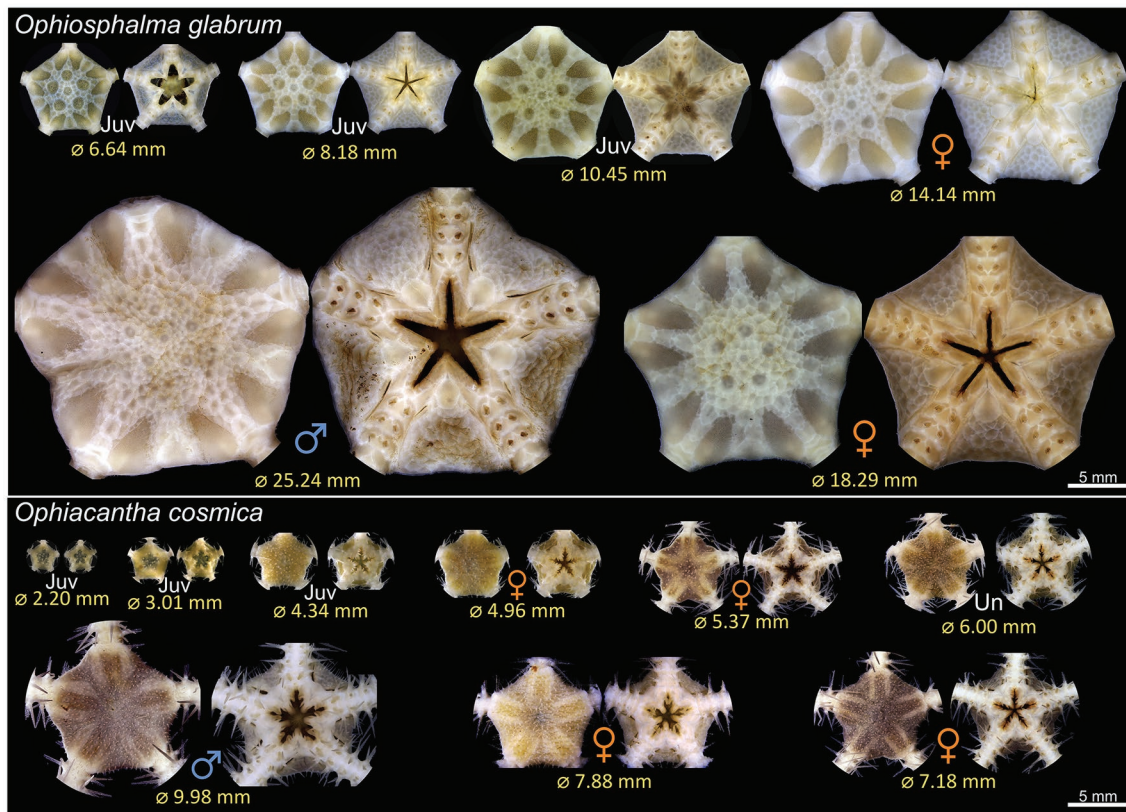 Ophiosphalma glabrum
Juv
⌀ 6.64 mm
Juv
⌀ 8.18 mm
Juv
⌀ 10.45 mm
♀
⌀ 14.14 mm
♂
⌀ 25.24 mm
♀
⌀ 18.29 mm
5 mm
Ophiacantha cosmica
Juv
⌀ 2.20 mm
Juv
⌀ 3.01 mm
Juv
⌀ 4.34 mm
♀
⌀ 4.96 mm
♀
⌀ 5.37 mm
Un
⌀ 6.00 mm
♂
⌀ 9.98 mm
♀
⌀ 7.88 mm
♀
⌀ 7.18 mm
5 mm